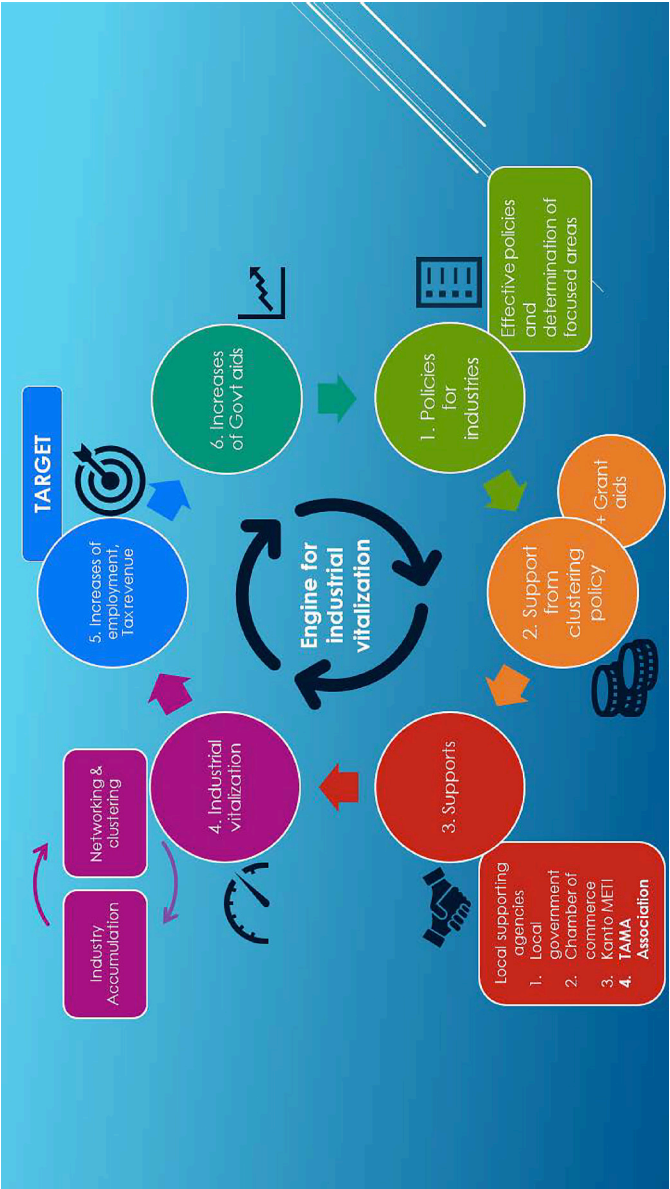 TARGET
5. Increases of
employment,
Tax revenue
6. Increases
of Govt aids
1. Policies
for
industries
Effective policies
and
determination of
focused areas
2. Support
from
clustering
policy
+ Grant
aids
3. Supports
Local supporting
agencies
1. Local
government
2. Chamber of
commerce
3. Kanto METI
4. TAMA
Association
4. Industrial
vitalization
Networking &
clustering
Industry
Accumulation
Engine for
industrial
vitalization